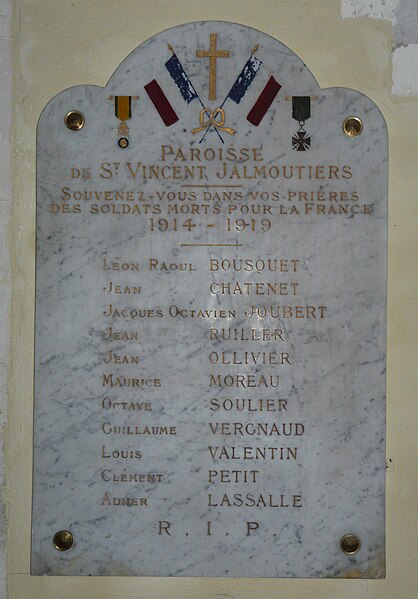 PAROISSE
DE ST VINCENT JALMOUTIERS
SOUVENEZ-VOUS DANS VOS PRIÈRES
DES SOLDATS MORTS POUR LA FRANCE
1914 - 1919
LÉON RAOUL BOUSQUET
JEAN CHATENET
JACQUES OCTAVIEN JOUBERT
JEAN RUILLER
JEAN OLLIVIER
MAURICE MOREAU
OCTAVE SOULIER
GUILLAUME VERGNAUD
LOUIS VALENTIN
CLÉMENT PETIT
LASSALLE
R. I. P.